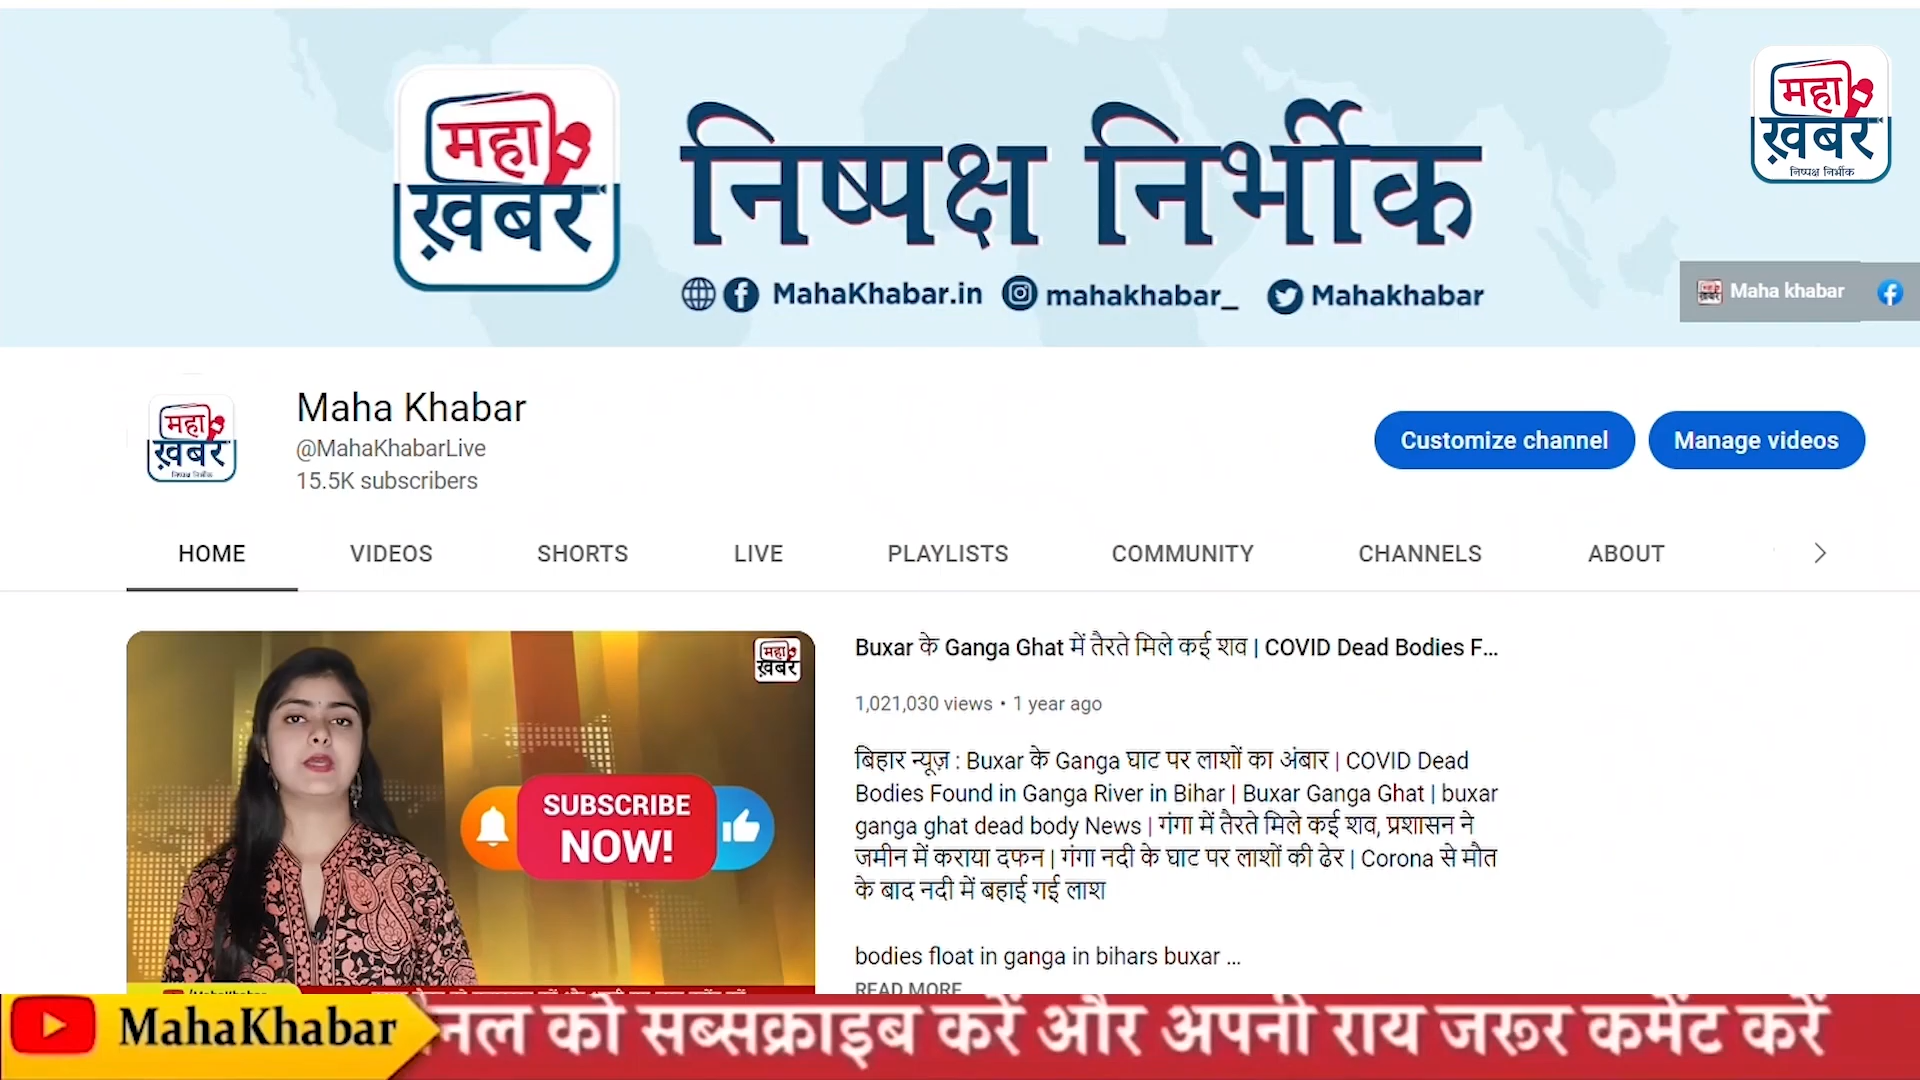 महा
ख़बर
निष्पक्ष निर्भीक
MahaKhabar.in mahakhabar_ Mahakhabar
महा
ख़बर
निष्पक्ष निर्भीक
Maha khabar
महा
ख़बर
निष्पक्ष निर्भीक
Maha Khabar
@MahaKhabarLive
15.5K subscribers
Customize channel Manage videos
HOME VIDEOS SHORTS LIVE PLAYLISTS COMMUNITY CHANNELS ABOUT
महा
ख़बर
SUBSCRIBE
NOW!
Buxar के Ganga Ghat में तैरते मिले कई शव | COVID Dead Bodies F...
1,021,030 views • 1 year ago
बिहार न्यूज़ : Buxar के Ganga घाट पर लाशों का अंबार | COVID Dead
Bodies Found in Ganga River in Bihar | Buxar Ganga Ghat | buxar
ganga ghat dead body News | गंगा में तैरते मिले कई शव, प्रशासन ने
जमीन में कराया दफन | गंगा नदी के घाट पर लाशों की ढेर | Corona से मौत
के बाद नदी में बहाई गई लाश
bodies float in ganga in bihars buxar ...
READ MORE
MahaKhabar नल को सब्सक्राइब करें और अपनी राय जरूर कमेंट करें